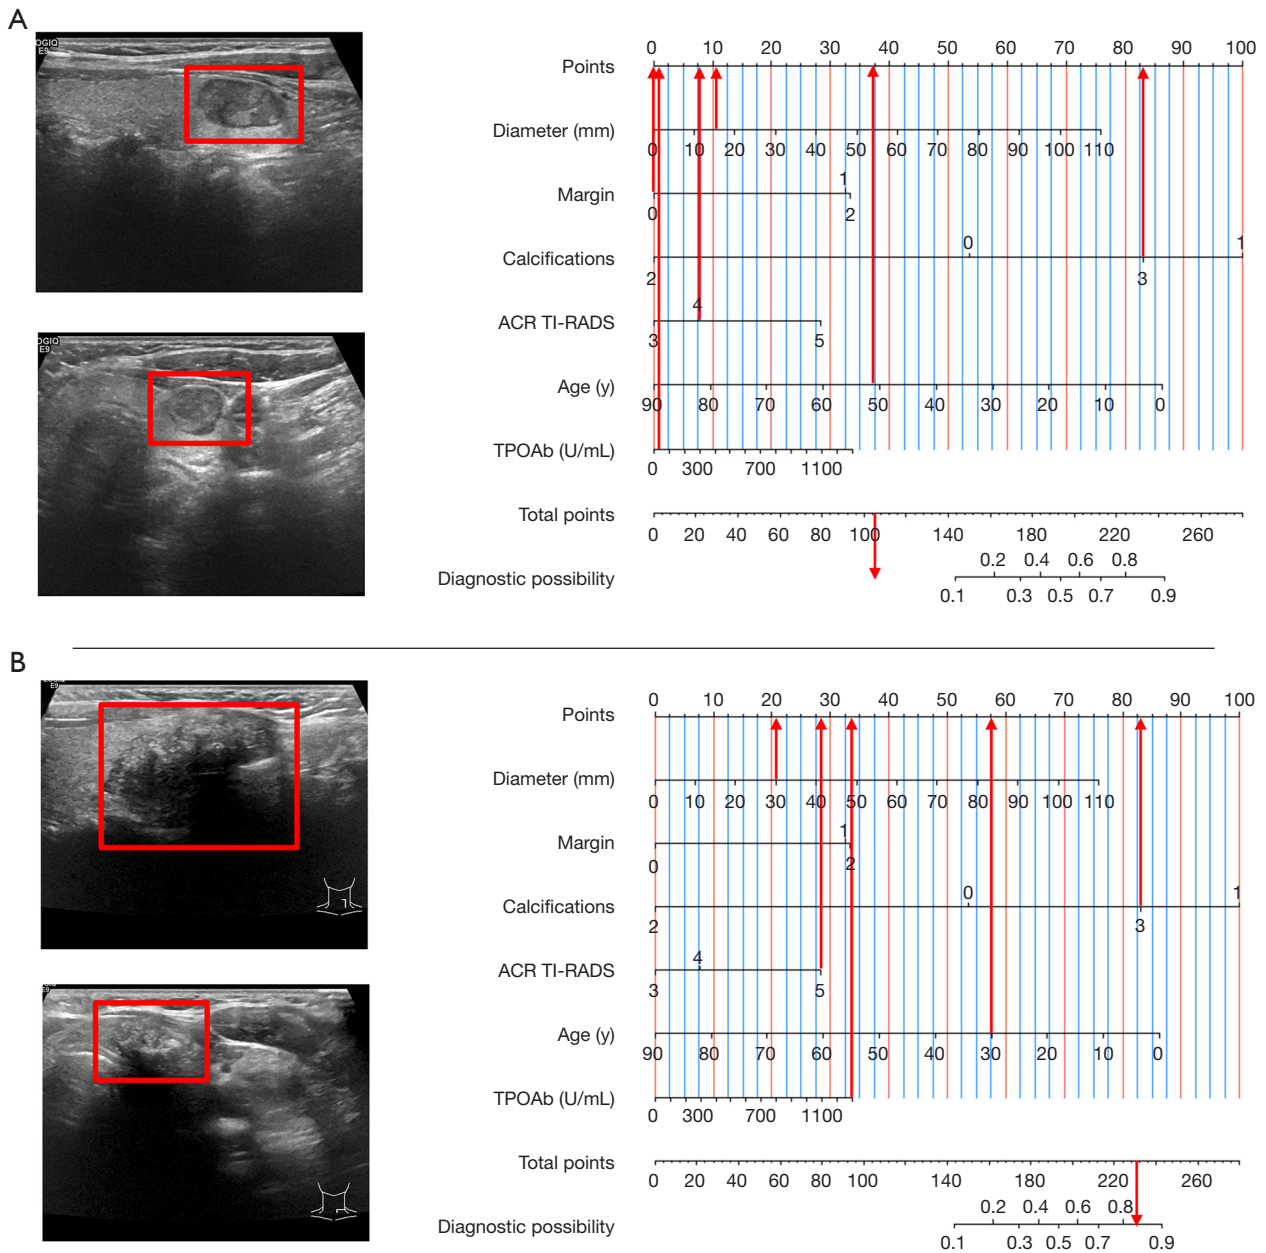 A
LOGIQ
E9
0 10 20 30 40 50 60 70 80 90 100
Points
Diameter (mm)
0 10 20 30 40 50 60 70 80 90 100 110
1
Margin
0 2
0 1
Calcifications
2 3
4
ACR TI-RADS
3 5
Age (y)
90 80 70 60 50 40 30 20 10 0
LOGIQ
E9
TPOAb (U/mL)
0 300 700 1100
Total points
0 20 40 60 80 100 140 180 220 260
0.2 0.4 0.6 0.8
Diagnostic possibility
0.1 0.3 0.5 0.7 0.9
B
E9
0 10 20 30 40 50 60 70 80 90 100
Points
Diameter (mm)
0 10 20 30 40 50 60 70 80 90 100 110
1
Margin
0 2
0 1
Calcifications
2 3
4
ACR TI-RADS
3 5
E9
Age (y)
90 80 70 60 50 40 30 20 10 0
TPOAb (U/mL)
0 300 700 1100
Total points
0 20 40 60 80 100 140 180 220 260
0.2 0.4 0.6 0.8
Diagnostic possibility
0.1 0.3 0.5 0.7 0.9